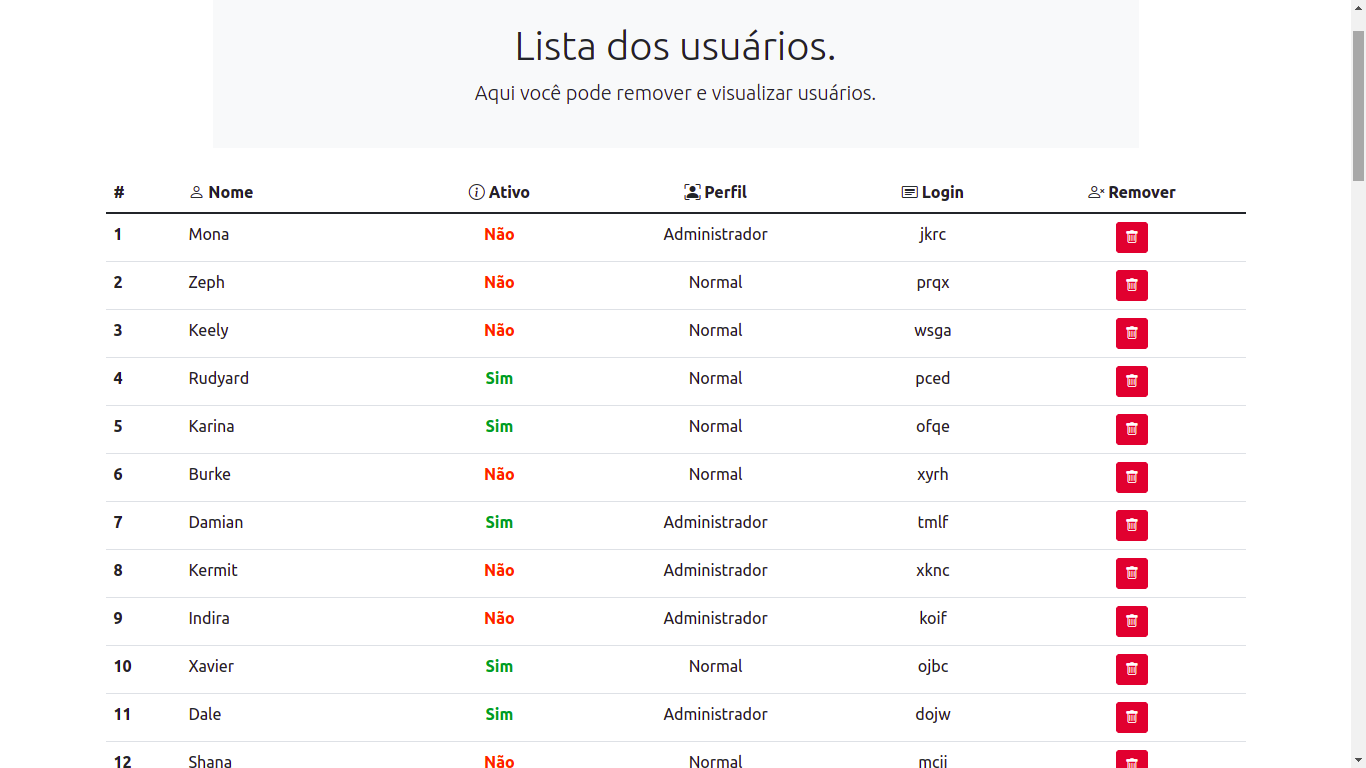 Lista dos usuários.
Aqui você pode remover e visualizar usuários.
# Nome Ativo Perfil Login Remover
1 Mona Não Administrador jkrc
2 Zeph Não Normal prqx
3 Keely Não Normal wsga
4 Rudyard Sim Normal pced
5 Karina Sim Normal ofqe
6 Burke Não Normal xyrh
7 Damian Sim Administrador tmlf
8 Kermit Não Administrador xknc
9 Indira Não Administrador koif
10 Xavier Sim Normal ojbc
11 Dale Sim Administrador dojw
12 Shana Não Normal